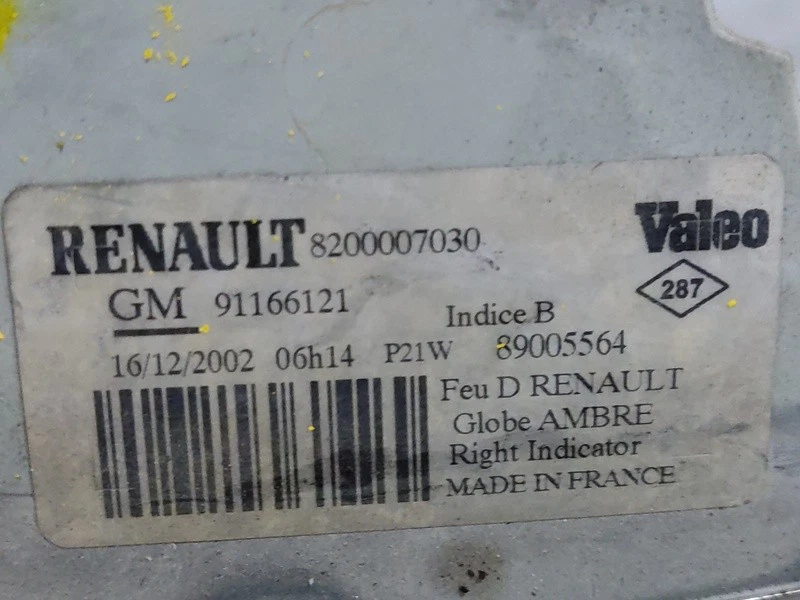 RENAULT 8200007030
Valeo
287
GM 91166121
Indice B
16/12/2002 06h14 P21W 89005564
Feu D RENAULT
Globe AMBRE
Right Indicator
MADE IN FRANCE